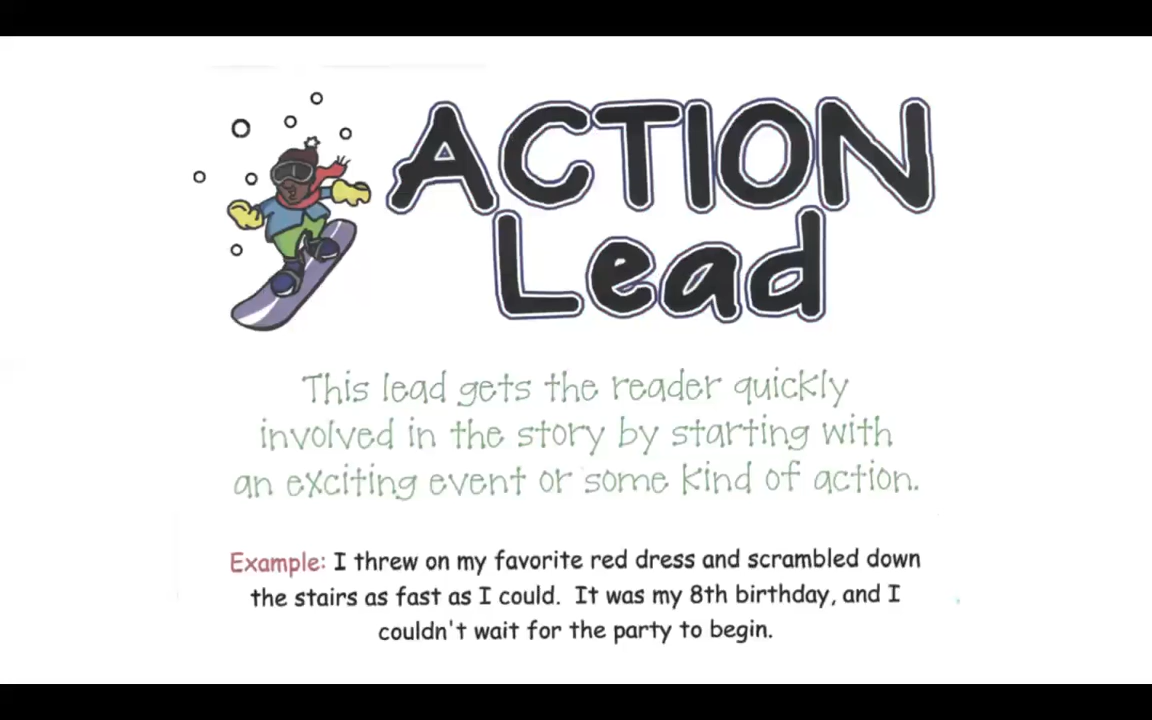 ACTION
Lead
This lead gets the reader quickly
involved in the story by starting with
an exciting event or some kind of action.
Example: I threw on my favorite red dress and scrambled down
the stairs as fast as I could. It was my 8th birthday, and I
couldn't wait for the party to begin.